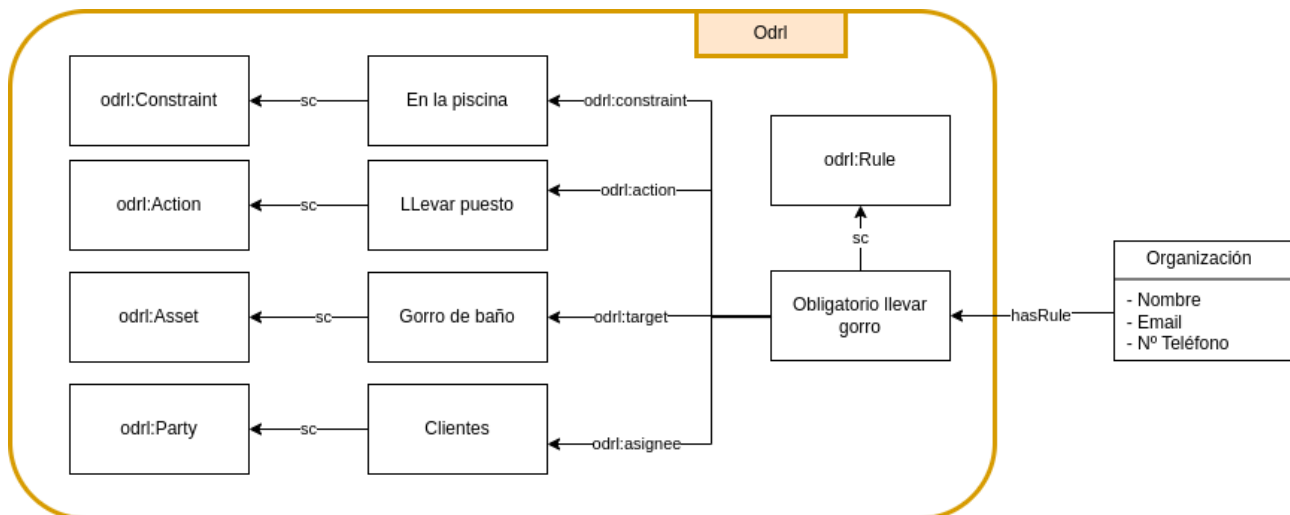 Odrl
odrl:Constraint
sc
En la piscina
odrl:constraint
odrl:Rule
odrl:Action
sc
LLevar puesto
odrl:action
sc
Organización
- Nombre
- Email
- Nº Teléfono
odrl:Asset
sc
Gorro de baño
odrl:target
Obligatorio llevar
gorro
hasRule
odrl:Party
sc
Clientes
odrl:asignee